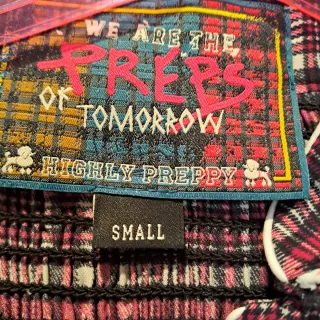 WE ARE THE
PREPS
OF TOMORROW
HIGHLY PREPPY
SMALL